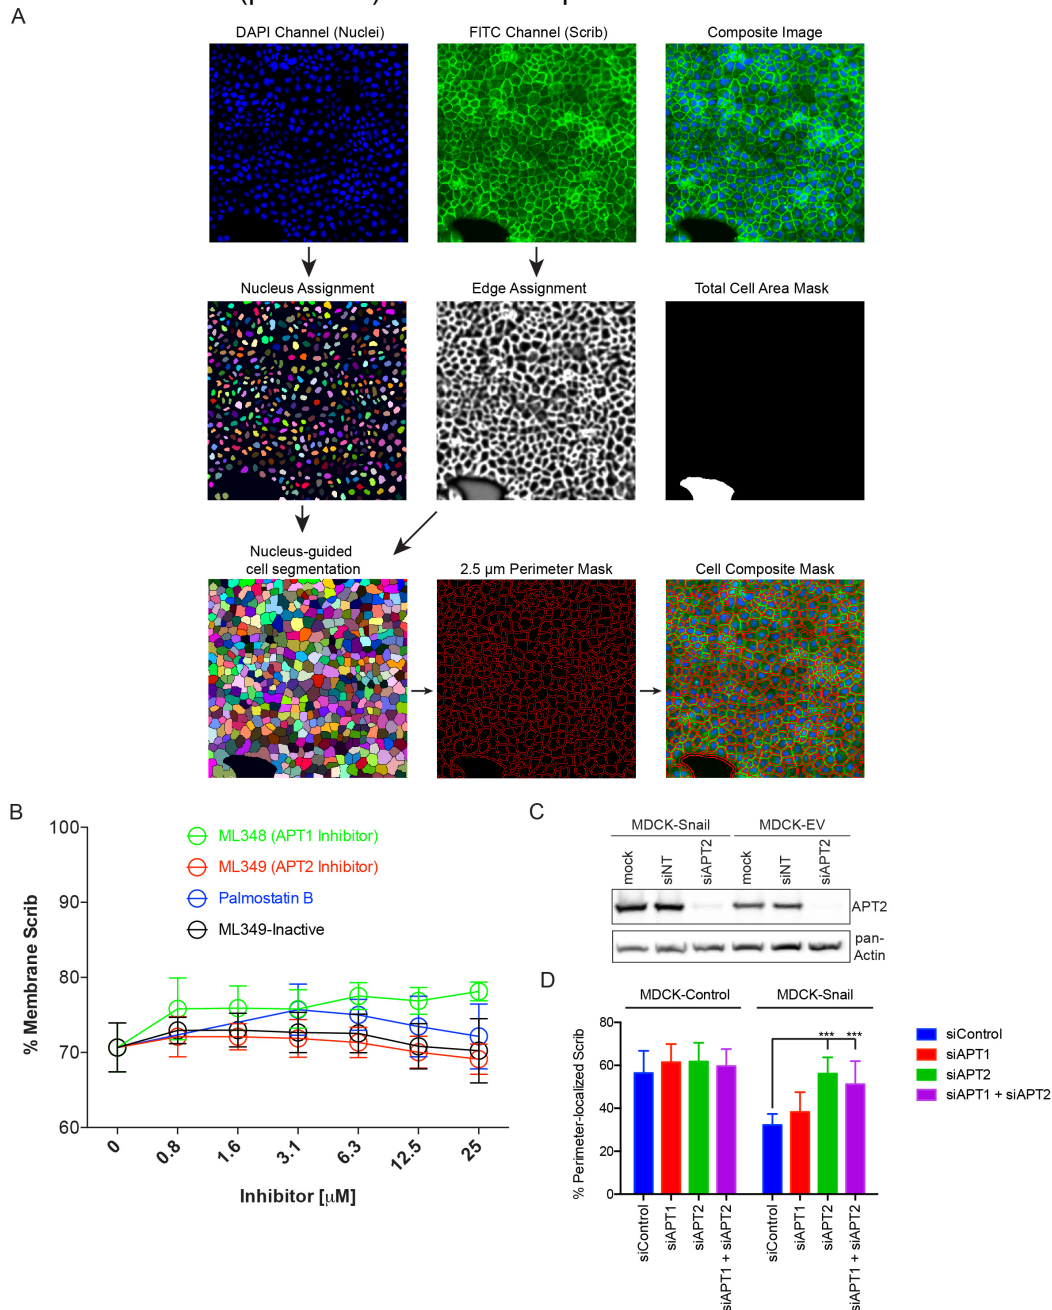 A
DAPI Channel (Nuclei)
FITC Channel (Scrib)
Composite Image
Nucleus Assignment
Edge Assignment
Total Cell Area Mask
Nucleus-guided
cell segmentation
2.5 µm Perimeter Mask
Cell Composite Mask
B
100
90
80
70
60
% Membrane Scrib
ML348 (APT1 Inhibitor)
ML349 (APT2 Inhibitor)
Palmostatin B
ML349-Inactive
0
0.8
1.6
3.1
6.3
12.5
25
Inhibitor [µM]
C
MDCK-Snail
MDCK-EV
mock
siNT
siAPT2
mock
siNT
siAPT2
APT2
pan-
Actin
D
MDCK-Control
MDCK-Snail
% Perimeter-localized Scrib
80
60
40
20
0
***
***
siControl
siAPT1
siAPT2
siAPT1 + siAPT2
siControl
siAPT1
siAPT2
siAPT1 + siAPT2
siControl
siAPT1
siAPT2
siAPT1 + siAPT2